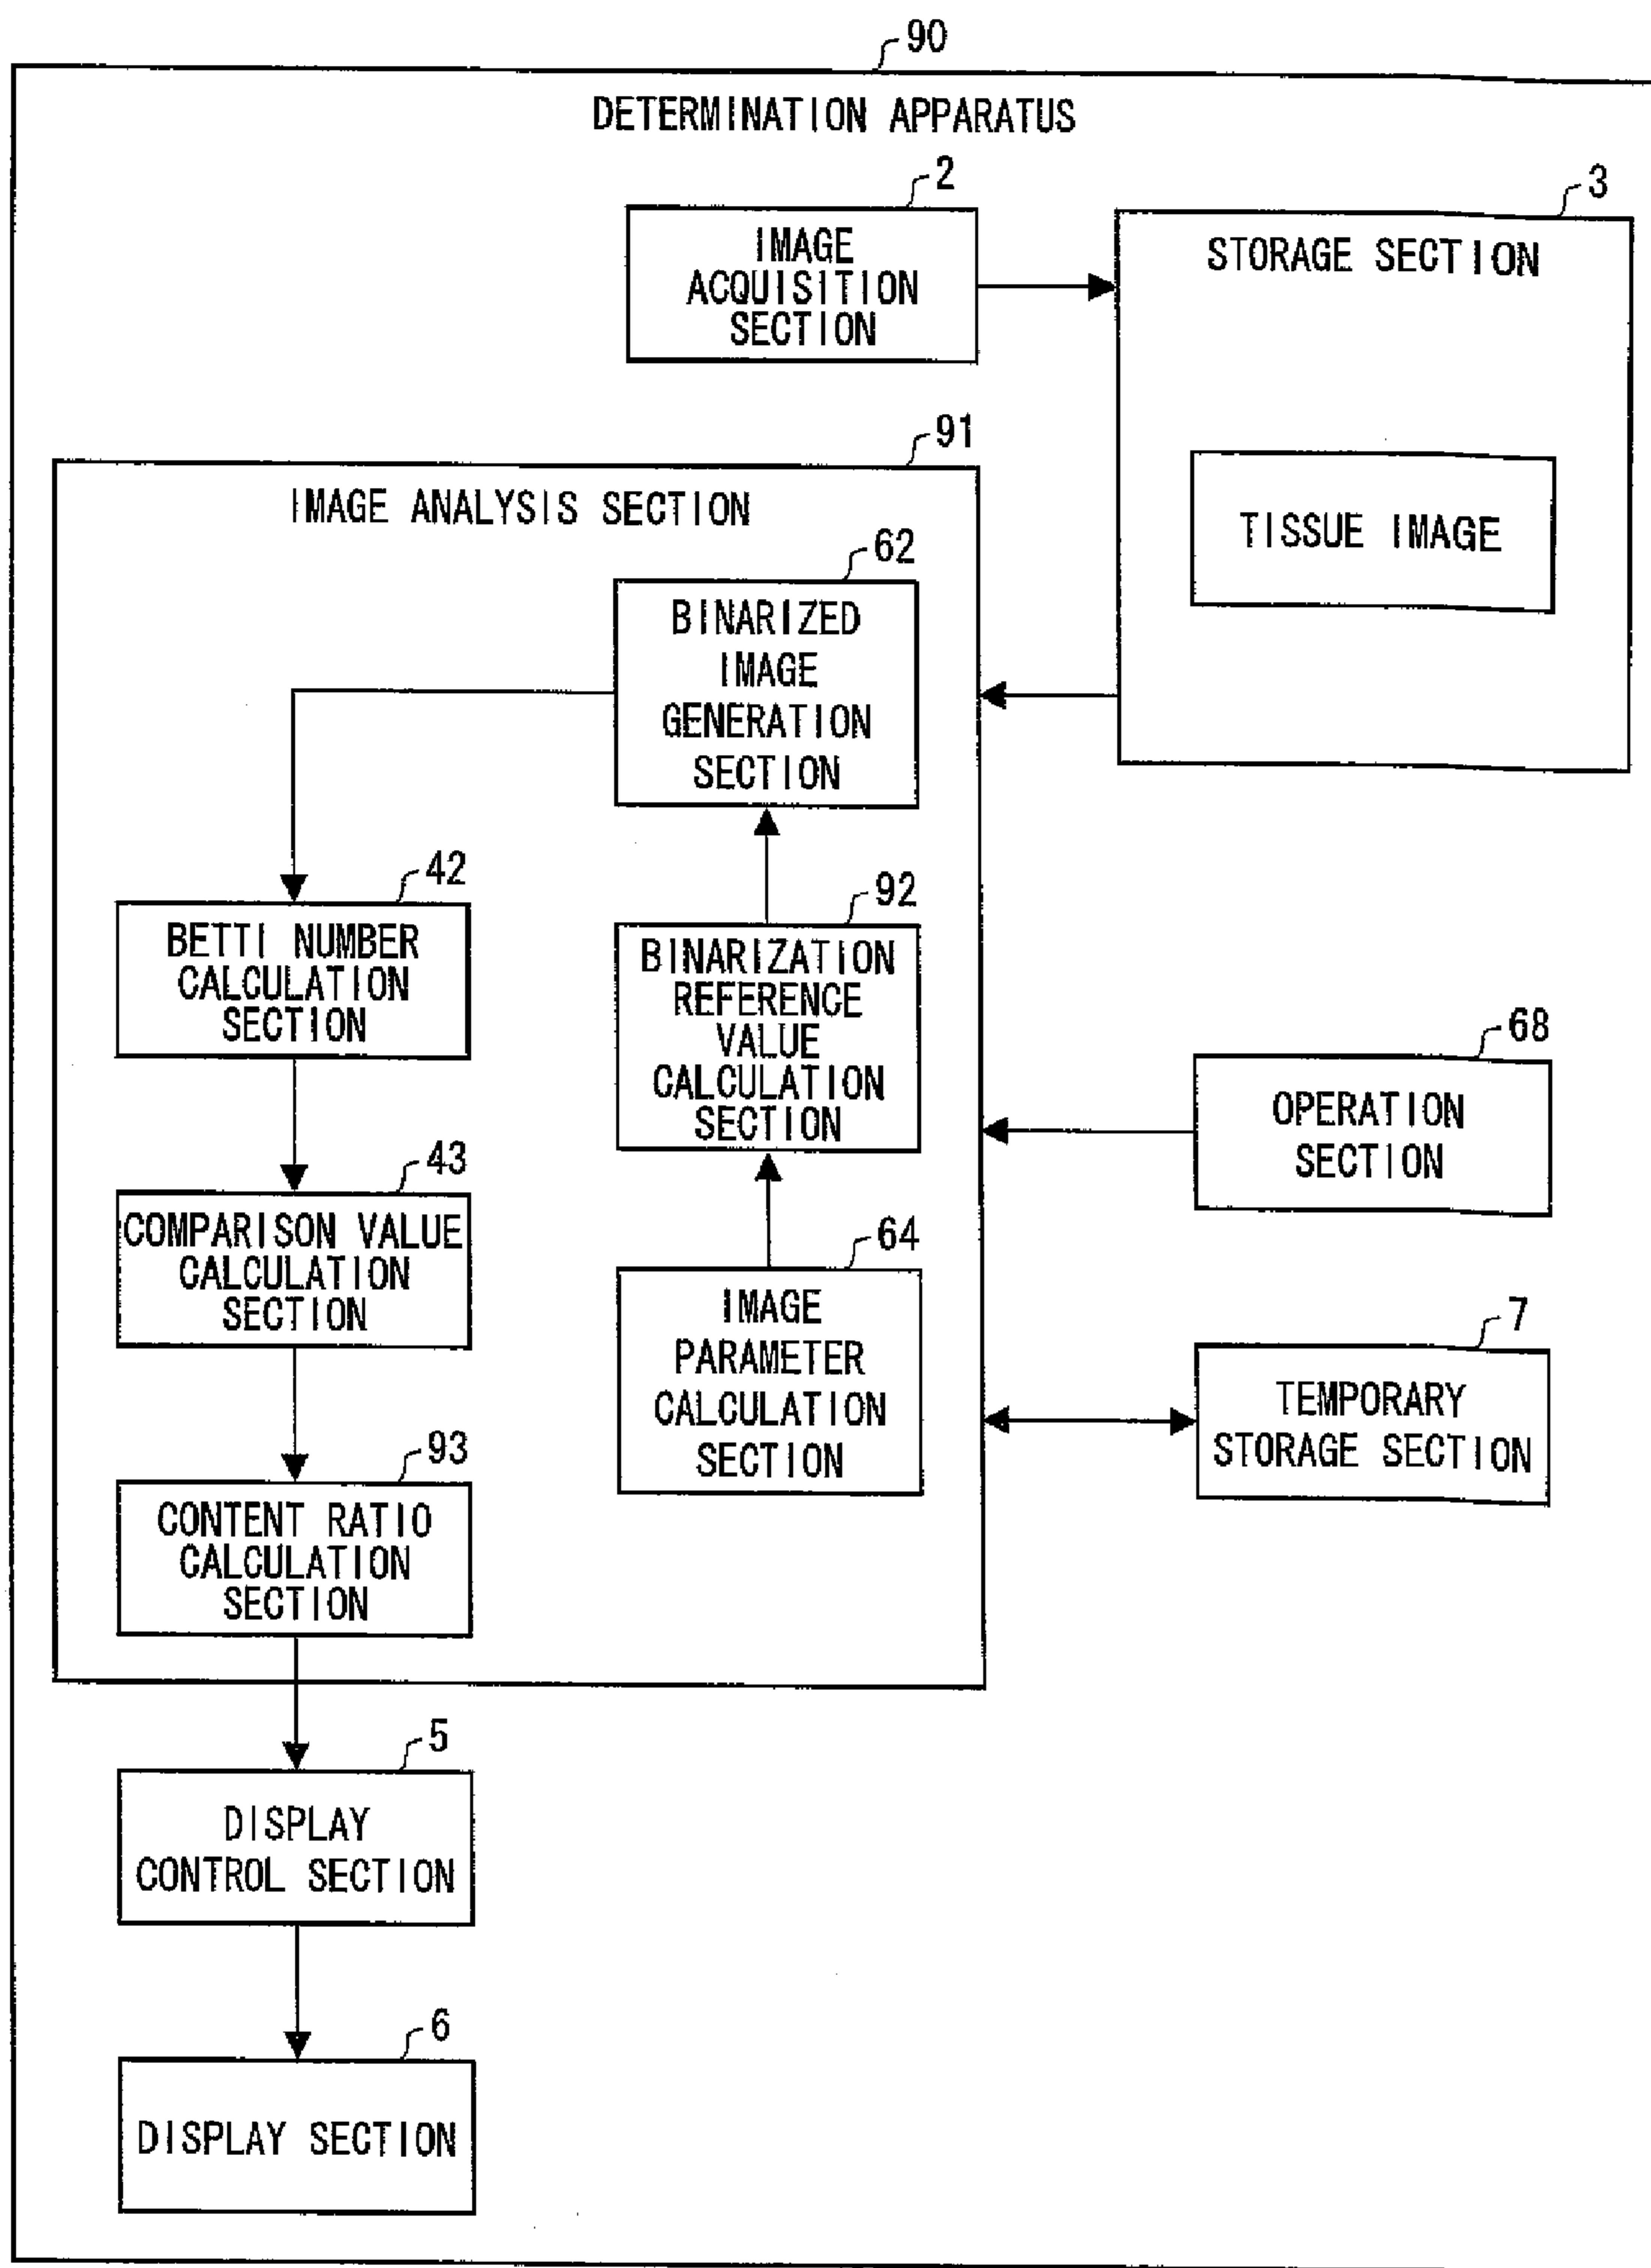 90
DETERMINATION APPARATUS
2
IMAGE
ACQUISITION
SECTION
3
STORAGE SECTION
TISSUE IMAGE
91
IMAGE ANALYSIS SECTION
62
BINARIZED
IMAGE
GENERATION
SECTION
42
BETTI NUMBER
CALCULATION
SECTION
92
BINARIZATION
REFERENCE
VALUE
CALCULATION
SECTION
68
OPERATION
SECTION
43
COMPARISON VALUE
CALCULATION
SECTION
64
IMAGE
PARAMETER
CALCULATION
SECTION
7
TEMPORARY
STORAGE SECTION
93
CONTENT RATIO
CALCULATION
SECTION
5
DISPLAY
CONTROL SECTION
6
DISPLAY SECTION